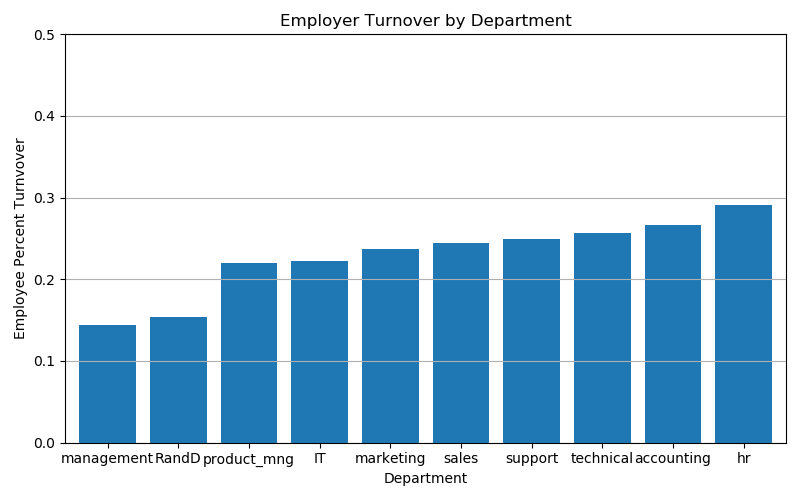 Employer Turnover by Department
Employee Percent Turnvover
0.5
0.4
0.3
0.2
0.1
0.0
management RandD product_mng IT marketing sales support technical accounting hr
Department